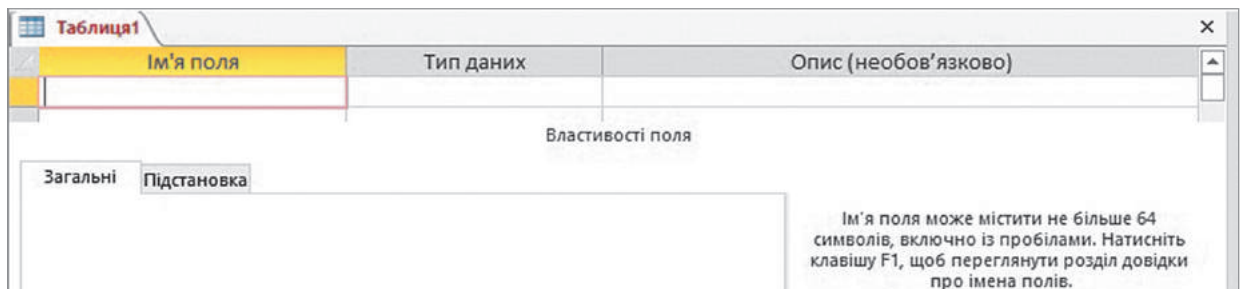 Таблиця1
Ім'я поля Тип даних Опис (необов’язково)
Властивості поля
Загальні Підстановка
Ім'я поля може містити не більше 64
символів, включно із пробілами. Натисніть
клавішу F1, щоб переглянути розділ довідки
про імена полів.